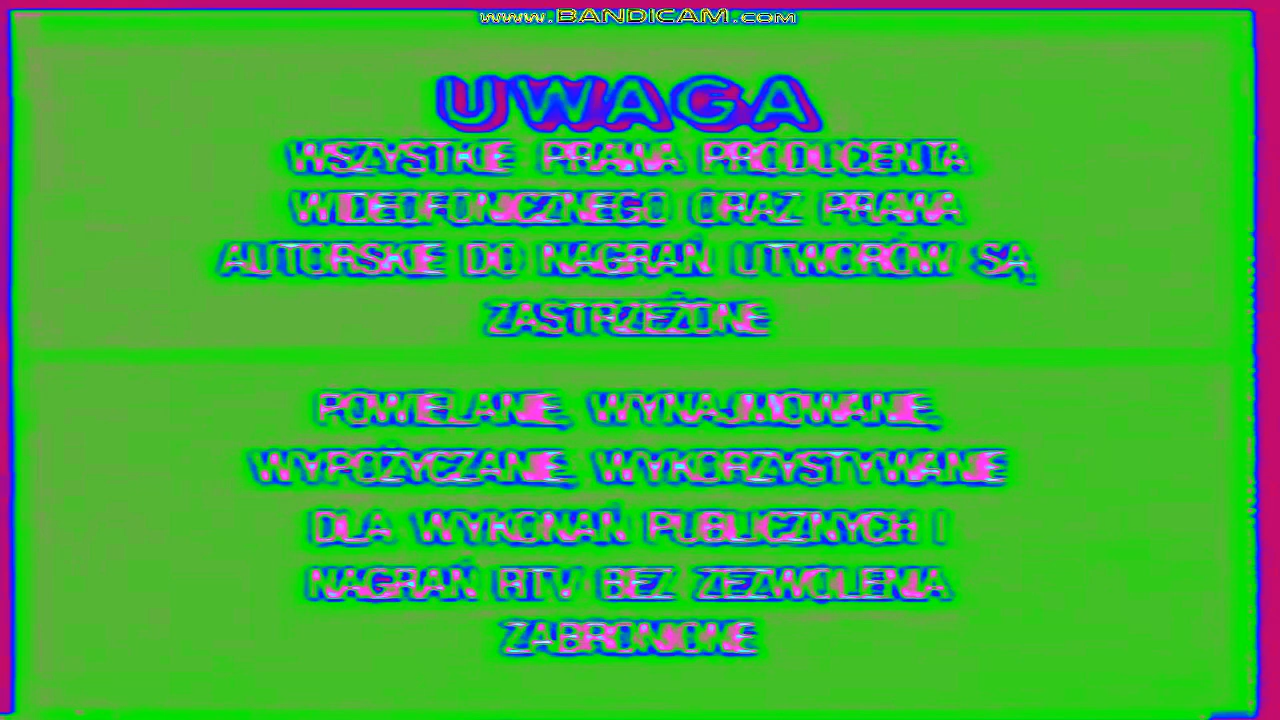 www.BANDICAM.com
UWAGA
WSZYSTKIE PRAWA PRODUCENTA
WIDEOFONICZNEGO ORAZ PRAWA
AUTORSKIE DO NAGRAŃ UTWORÓW SĄ
ZASTRZEŻONE
POWIELANIE, WYNAJMOWANIE,
WYPOŻYCZANIE, WYKORZYSTYWANIE
DLA WYKONAŃ PUBLICZNYCH I
NAGRAŃ RTV BEZ ZEZWOLENIA
ZABRONIONE